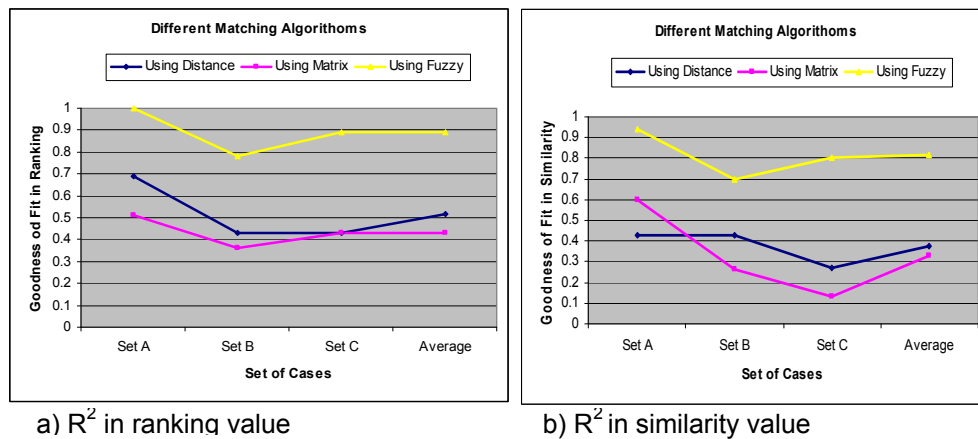 Different Matching Algorithoms
Using Distance Using Matrix Using Fuzzy
Goodness od Fit in Ranking
1
0.9
0.8
0.7
0.6
0.5
0.4
0.3
0.2
0.1
0
Set A Set B Set C Average
Set of Cases
a) R² in ranking value
Different Matching Algorithoms
Using Distance Using Matrix Using Fuzzy
Goodness of Fit in Similarity
1
0.9
0.8
0.7
0.6
0.5
0.4
0.3
0.2
0.1
0
Set A Set B Set C Average
Set of Cases
b) R² in similarity value